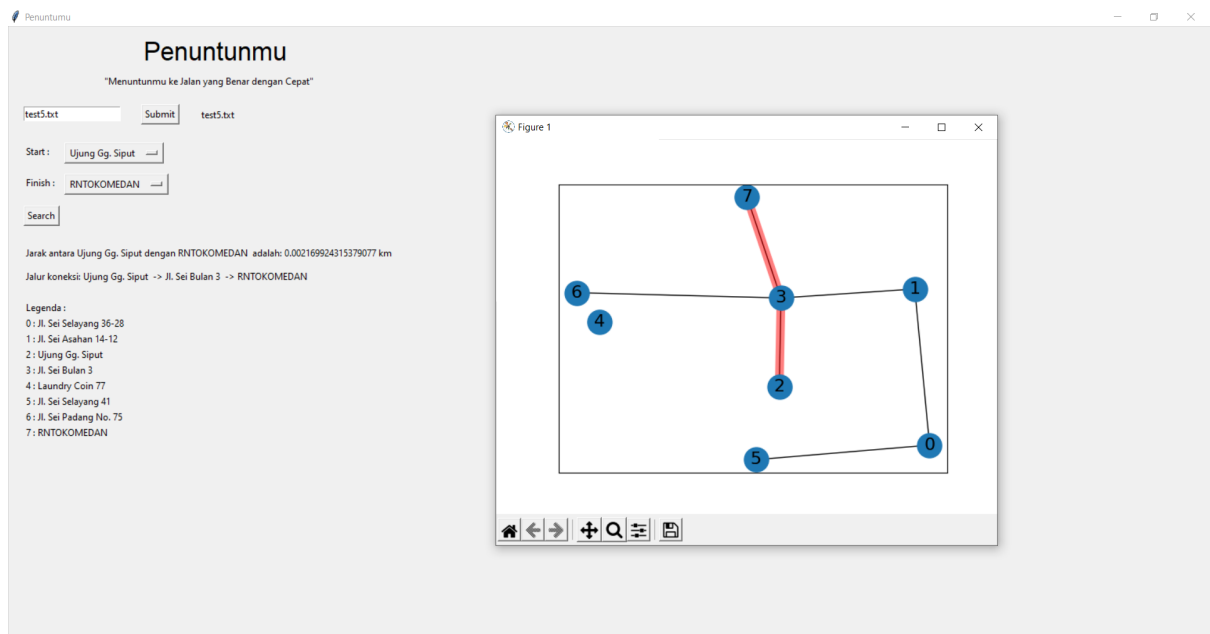 Penuntumu
Penuntunmu
"Menuntunmu ke Jalan yang Benar dengan Cepat"
test5.txt Submit test5.txt
Start : Ujung Gg. Siput
Finish : RNTOKOMEDAN
Search
Jarak antara Ujung Gg. Siput dengan RNTOKOMEDAN adalah: 0.002169924315379077 km
Jalur koneksi: Ujung Gg. Siput -> Jl. Sei Bulan 3 -> RNTOKOMEDAN
Legenda :
0 : Jl. Sei Selayang 36-28
1 : Jl. Sei Asahan 14-12
2 : Ujung Gg. Siput
3 : Jl. Sei Bulan 3
4 : Laundry Coin 77
5 : Jl. Sei Selayang 41
6 : Jl. Sei Padang No. 75
7 : RNTOKOMEDAN
Figure 1
7
6 3 1
4
2
5 0